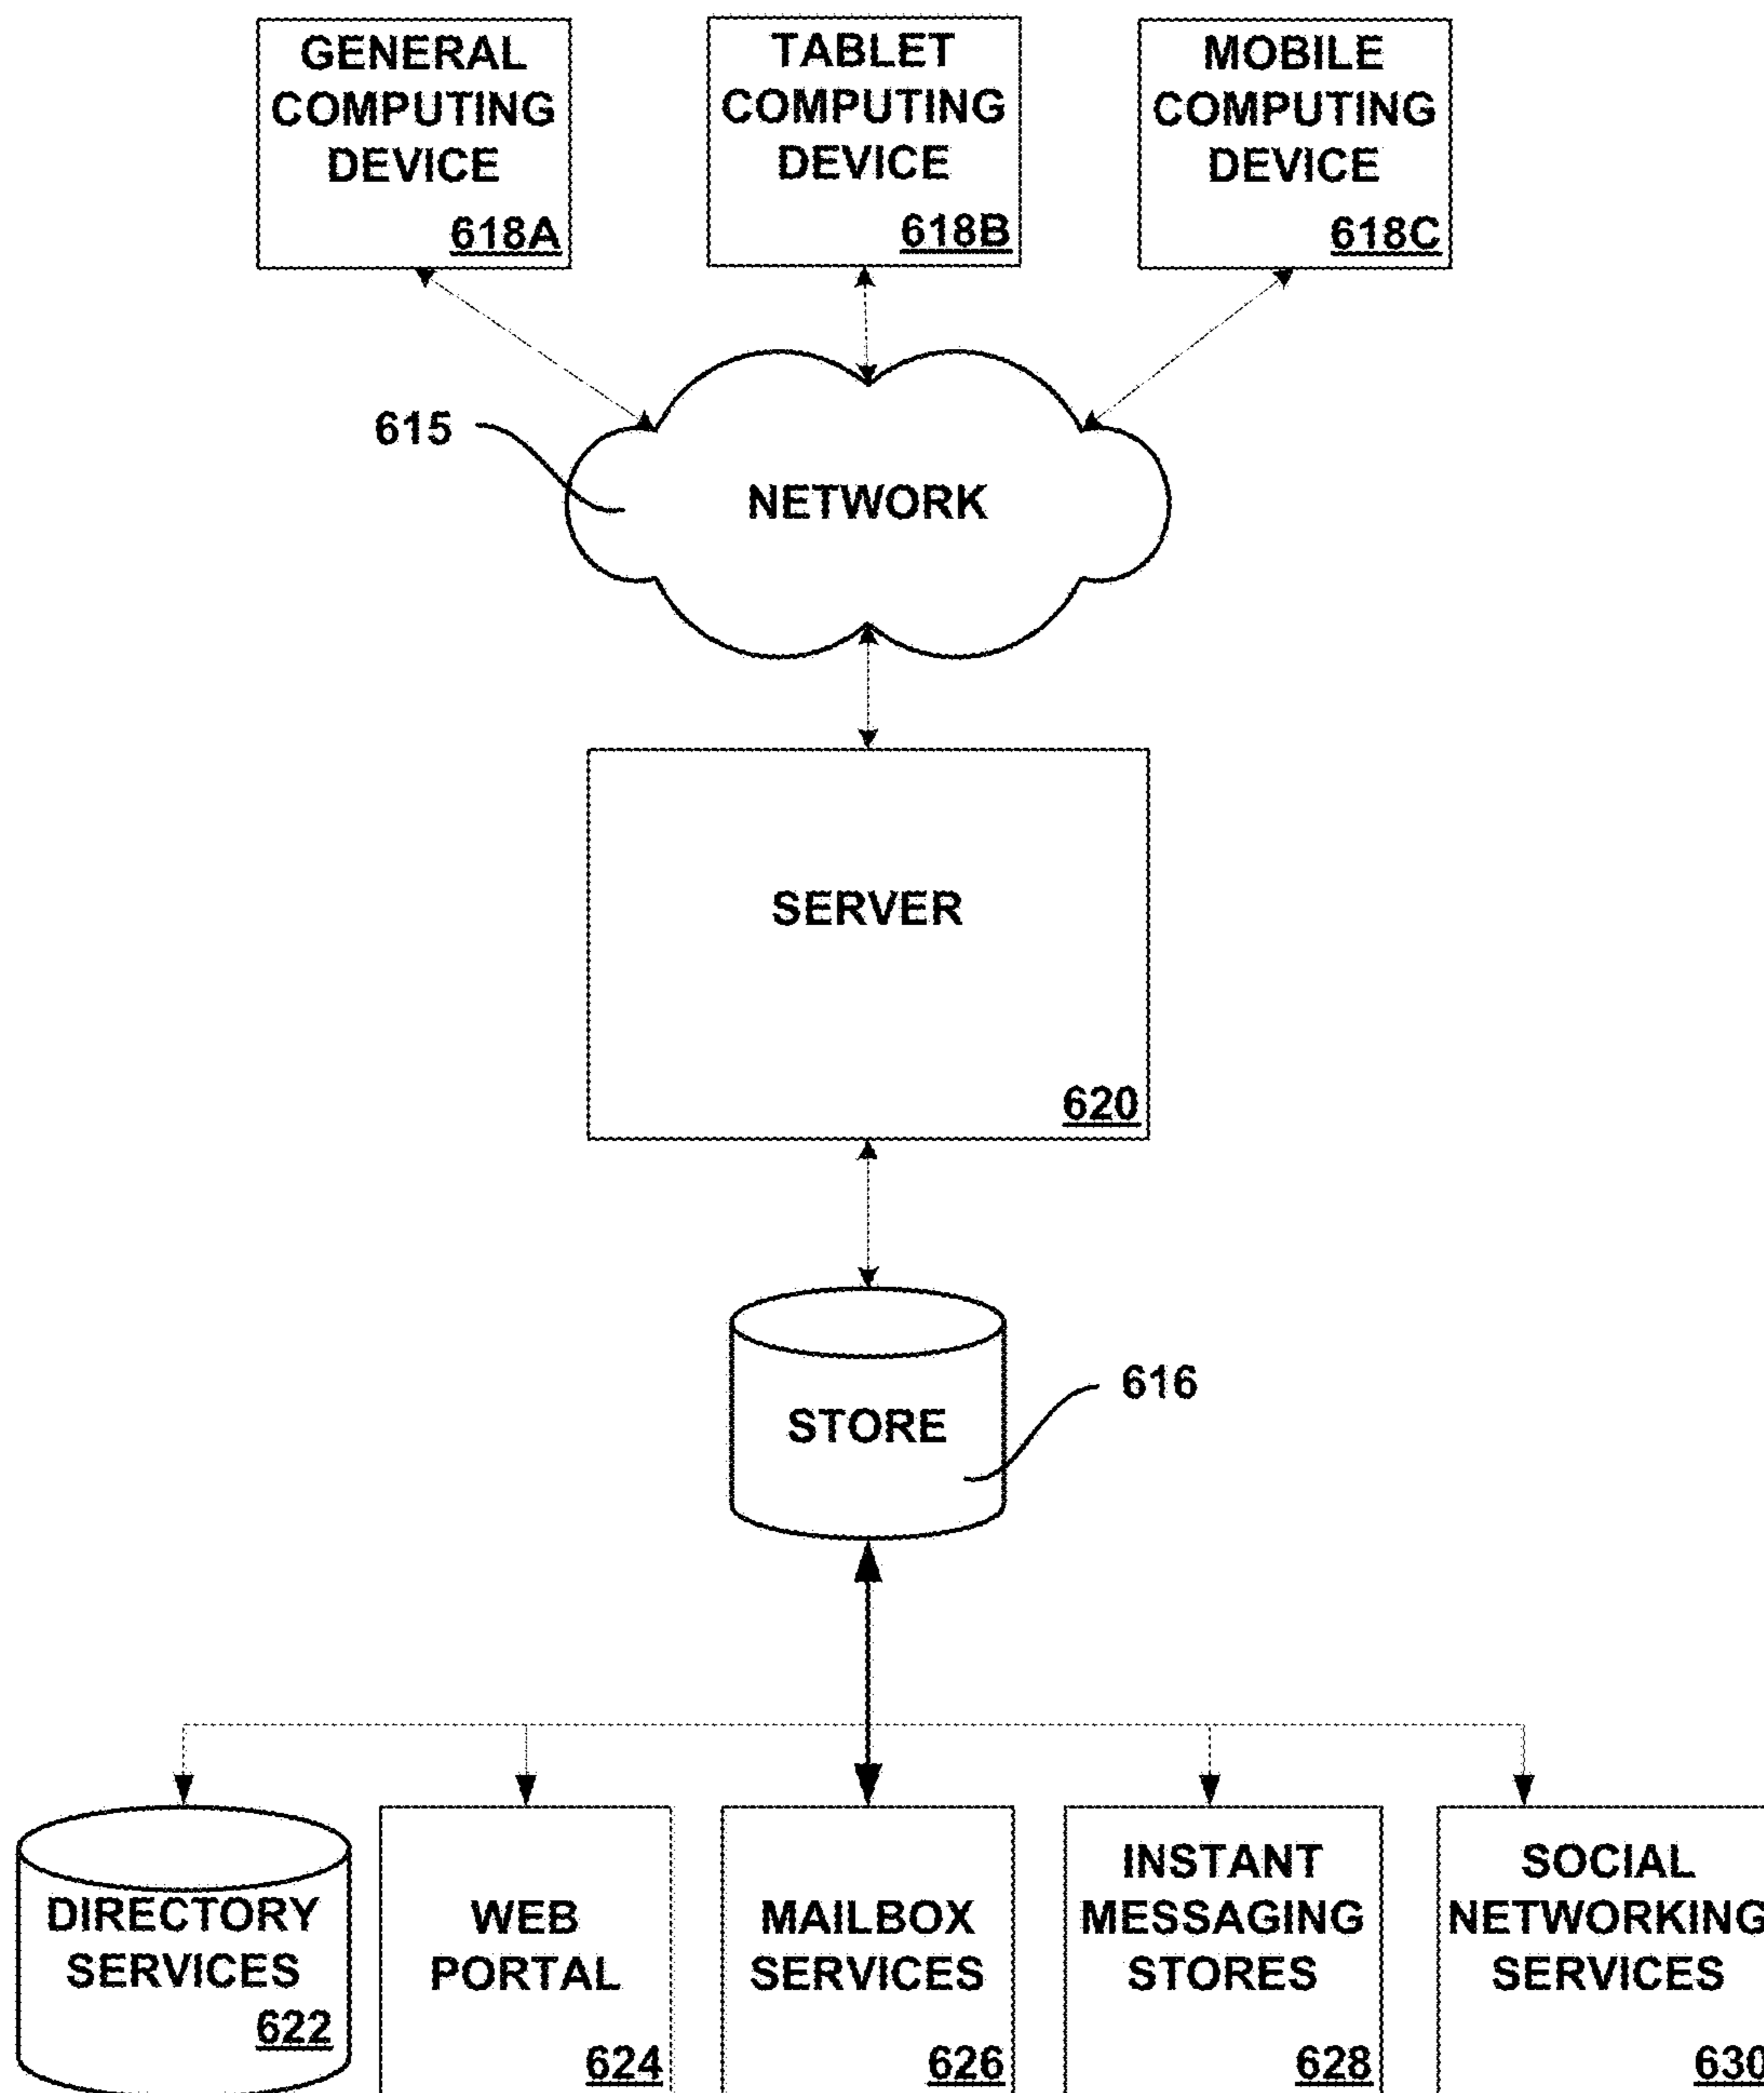 GENERAL
COMPUTING
DEVICE
618A
TABLET
COMPUTING
DEVICE
618B
MOBILE
COMPUTING
DEVICE
618C
615
NETWORK
SERVER
620
STORE
616
DIRECTORY
SERVICES
622
WEB
PORTAL
624
MAILBOX
SERVICES
626
INSTANT
MESSAGING
STORES
628
SOCIAL
NETWORKING
SERVICES
630